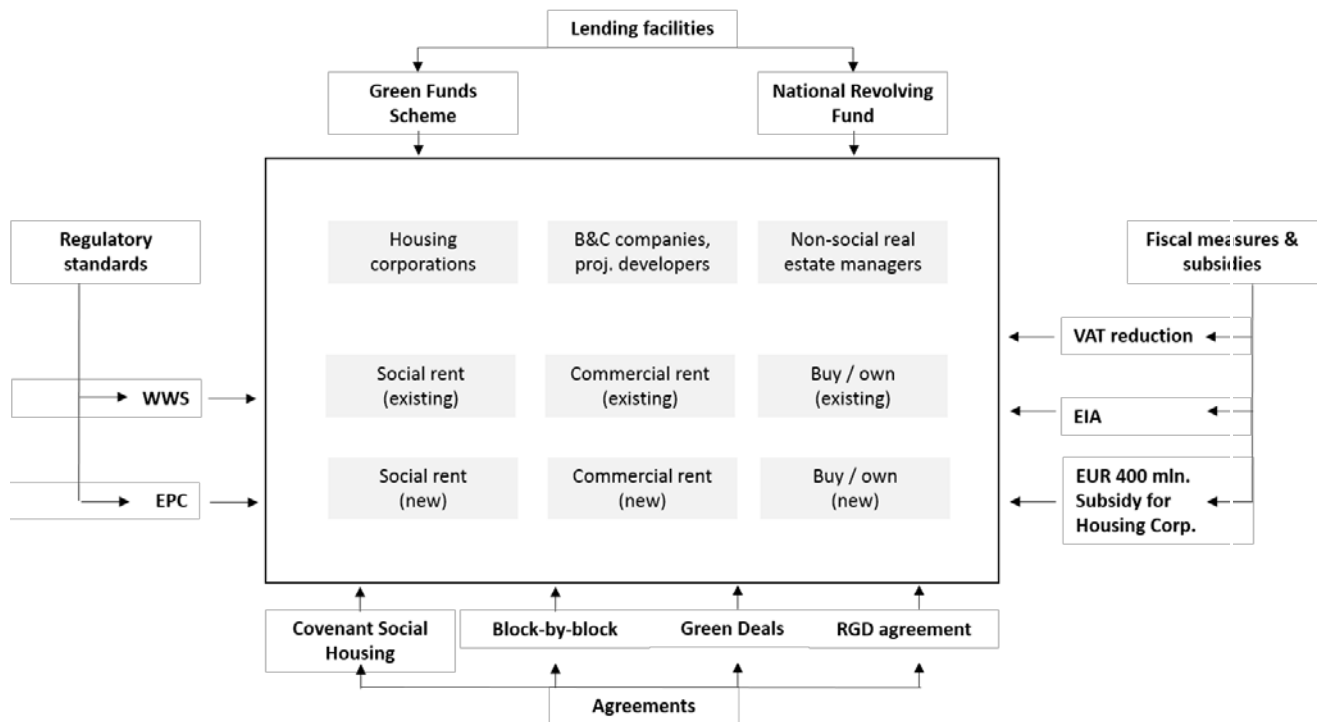 Lending facilities
Green Funds
Scheme
National Revolving
Fund
Regulatory
standards
Housing
corporations
B&C companies,
proj. developers
Non-social real
estate managers
Fiscal measures &
subsidies
VAT reduction
WWS
Social rent
(existing)
Commercial rent
(existing)
Buy / own
(existing)
EIA
EPC
Social rent
(new)
Commercial rent
(new)
Buy / own
(new)
EUR 400 mln.
Subsidy for
Housing Corp.
Covenant Social
Housing
Block-by-block
Green Deals
RGD agreement
Agreements